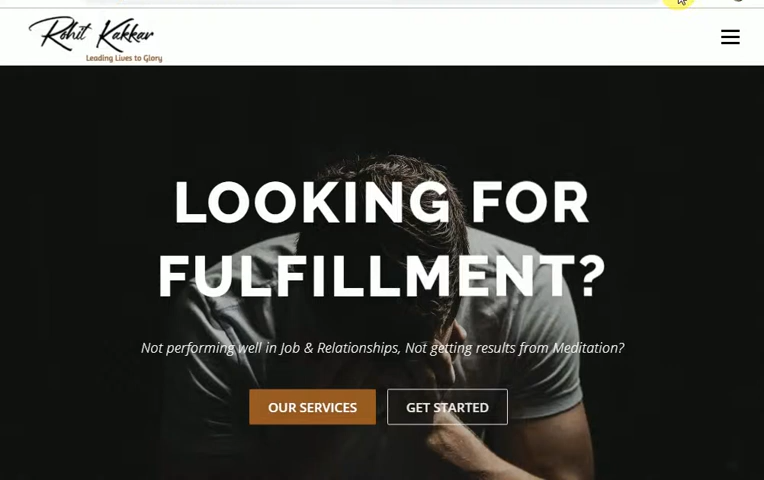 Rohit Kakkar
Leading Lives to Glory
LOOKING FOR
FULFILLMENT?
Not performing well in Job & Relationships, Not getting results from Meditation?
OUR SERVICES
GET STARTED